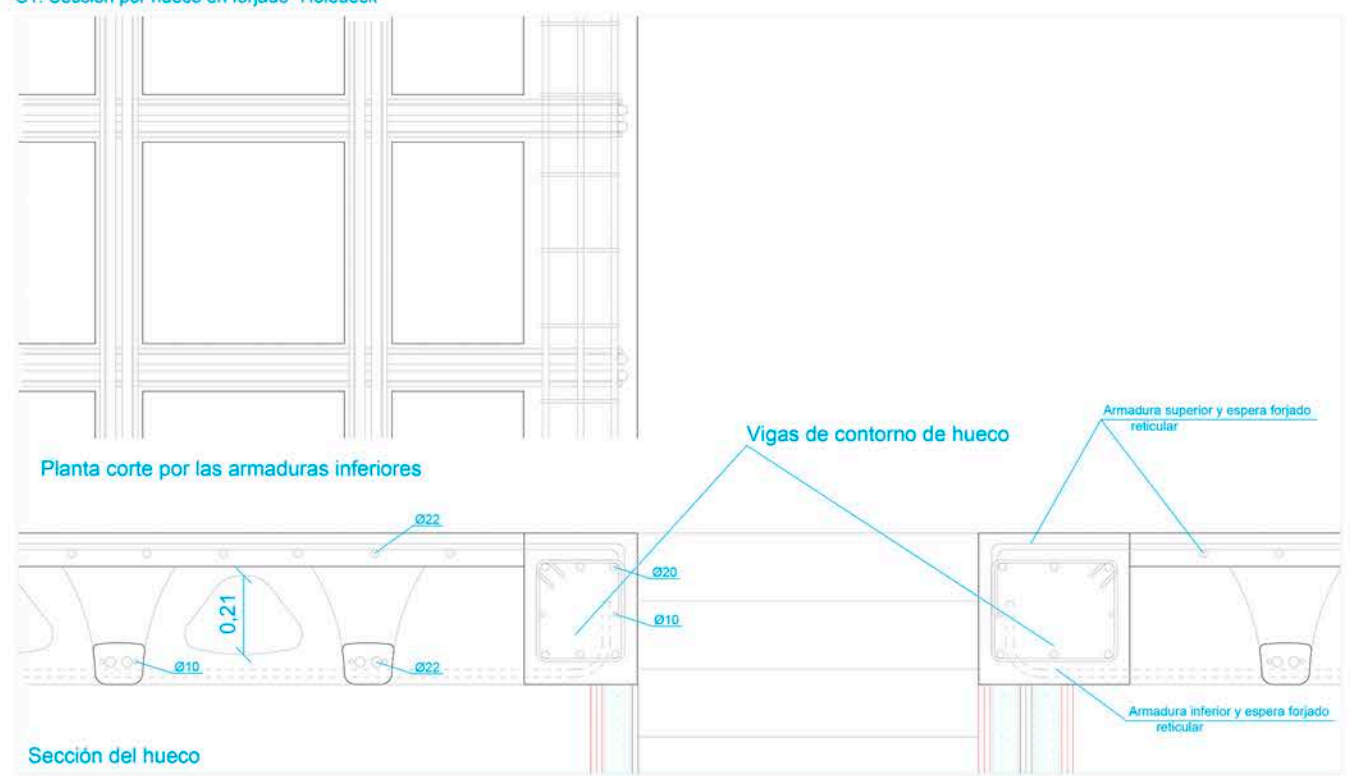 Armadura superior y espera forjado
reticular
Vigas de contorno de hueco
Planta corte por las armaduras inferiores
Ø22
Ø20
0,21
Ø10
Ø10
Ø22
Armadura inferior y espera forjado
reticular
Sección del hueco